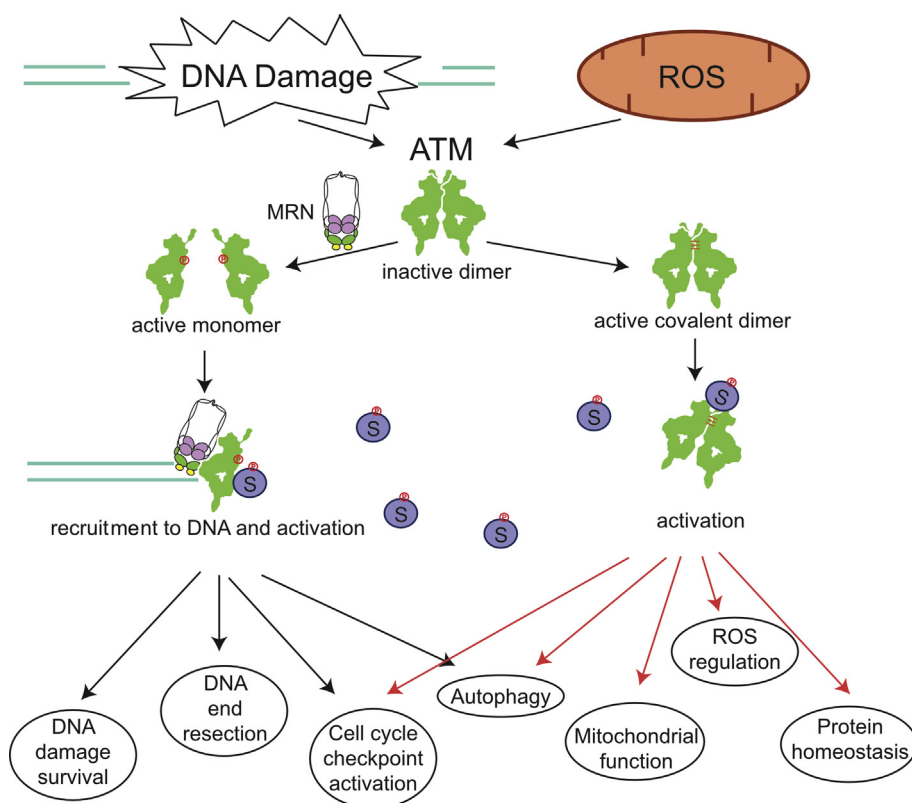 DNA Damage
ROS
ATM
MRN
inactive dimer
P
P
active monomer
active covalent dimer
P
S
P
S
P
S
P
P
S
P
S
P
S
recruitment to DNA and activation
activation
DNA
damage
survival
DNA
end
resection
Cell cycle
checkpoint
activation
Autophagy
Mitochondrial
function
ROS
regulation
Protein
homeostasis